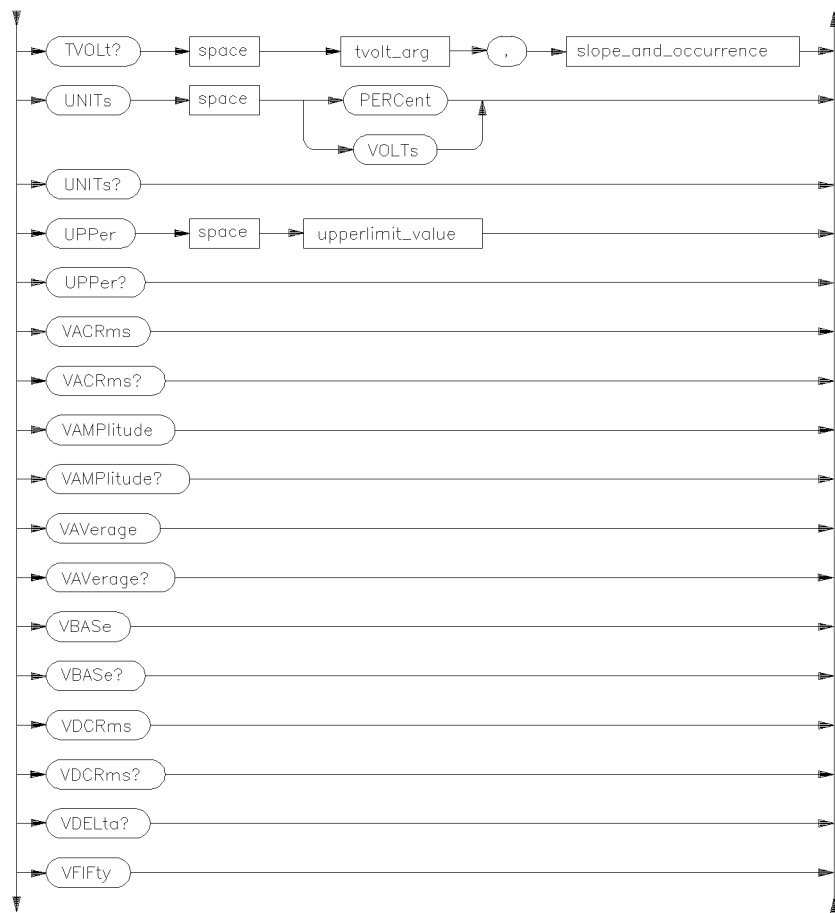 TVOLt? space tvolt_arg , slope_and_occurrence
UNITs space PERCent
VOLTs
UNITs?
UPPer space upperlimit_value
UPPer?
VACRms
VACRms?
VAMPlitude
VAMPlitude?
VAVerage
VAVerage?
VBASe
VBASe?
VDCRms
VDCRms?
VDELta?
VFIFty